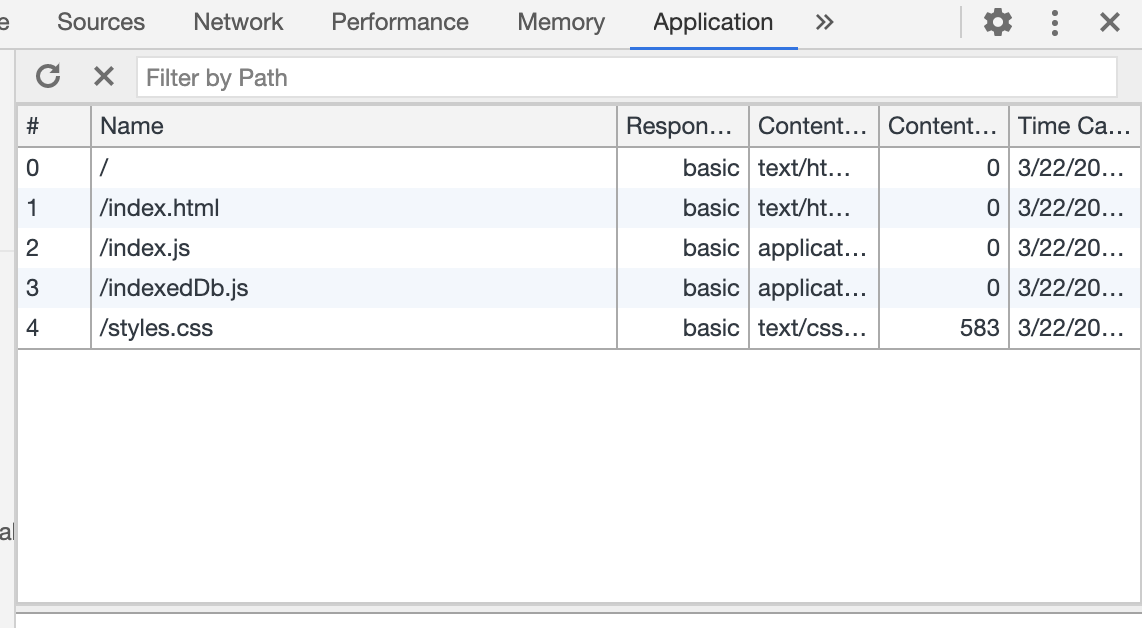 e Sources Network Performance Memory Application
Filter by Path
# Name Respon... Content... Content... Time Ca...
0 / basic text/ht... 0 3/22/20...
1 /index.html basic text/ht... 0 3/22/20...
2 /index.js basic applicat... 0 3/22/20...
3 /indexedDb.js basic applicat... 0 3/22/20...
4 /styles.css basic text/css... 583 3/22/20...
al